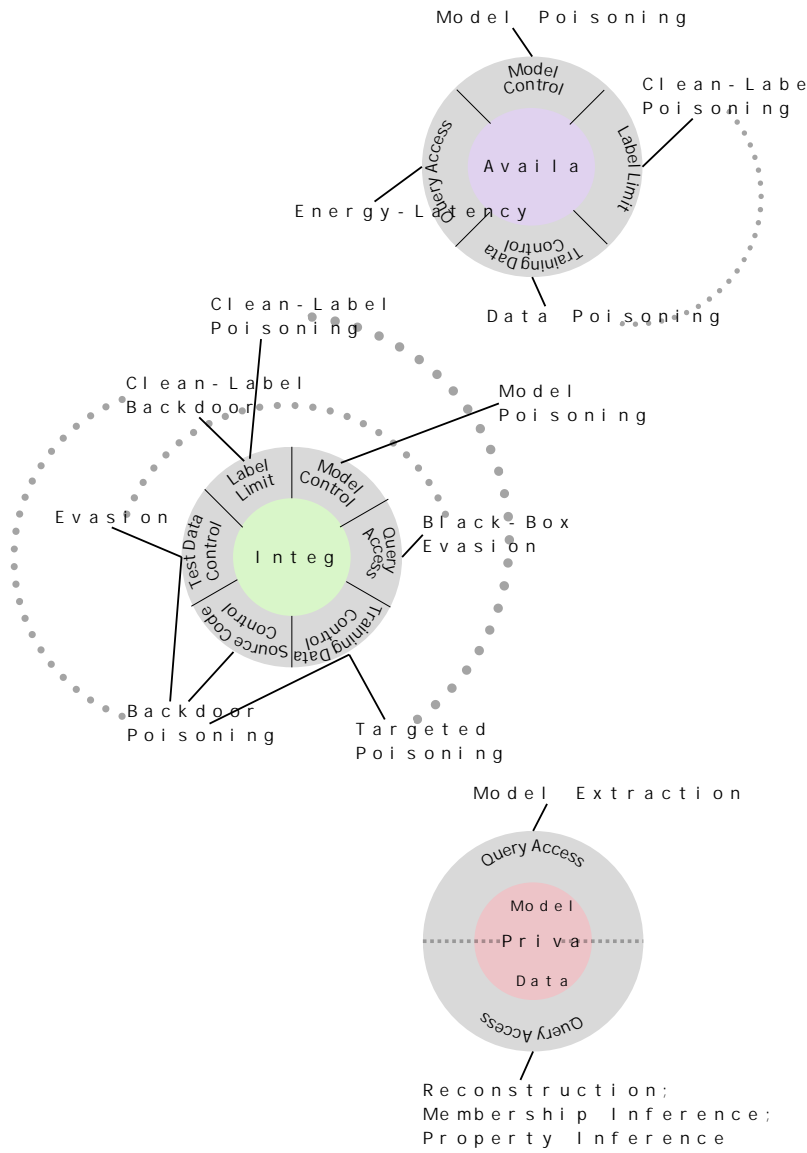 Model Poisoning
Model
Control
Clean-Labe
Poisoning
Query Access
Label Limit
Availa
Energy-Latency
Training Data
Control
Data Poisoning
Clean-Label
Poisoning
Clean-Label
Backdoor
Model
Poisoning
Label
Limit
Model
Control
Evasion
Test Data
Control
Integ
Query
Access
Black-Box
Evasion
Source Code
Control
Training Data
Control
Backdoor
Poisoning
Targeted
Poisoning
Model Extraction
Query Access
Model
Priva
Data
Query Access
Reconstruction;
Membership Inference;
Property Inference